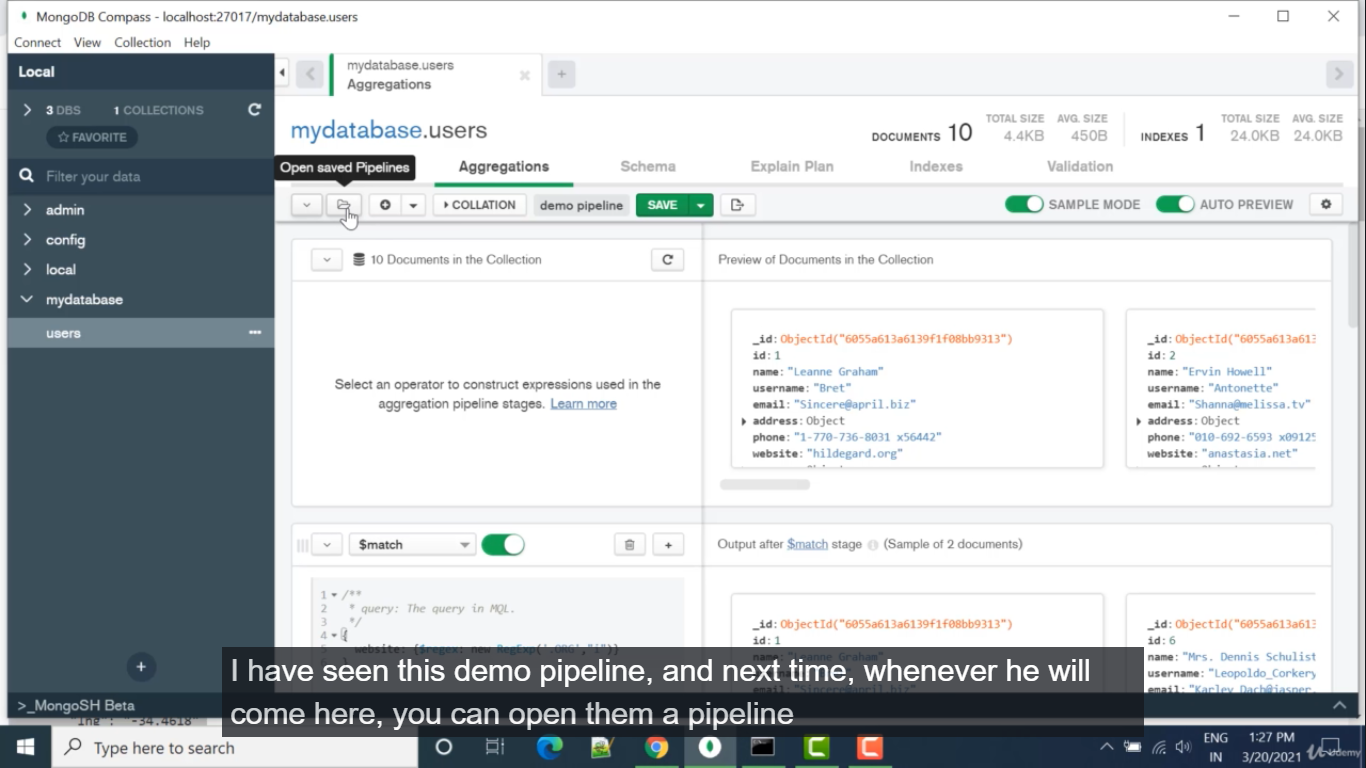 MongoDB Compass - localhost:27017/mydatabase.users
Connect View Collection Help
Local
mydatabase.users
Aggregations
3 DBS 1 COLLECTIONS
FAVORITE
mydatabase.users
DOCUMENTS 10
TOTAL SIZE AVG. SIZE
4.4KB 450B
INDEXES 1
TOTAL SIZE AVG. SIZE
24.0KB 24.0KB
Filter your data
Open saved Pipelines
Aggregations Schema Explain Plan Indexes Validation
COLLATION demo pipeline SAVE SAMPLE MODE AUTO PREVIEW
admin
config
local
mydatabase
users
10 Documents in the Collection
Preview of Documents in the Collection
Select an operator to construct expressions used in the
aggregation pipeline stages. Learn more
_id: ObjectId("6055a613a6139f1f08bb9313")
id: 1
name: "Leanne Graham"
username: "Bret"
email: "Sincere@april.biz"
address: Object
phone: "1-770-736-8031 x56442"
website: "hildegard.org"
_id: ObjectId("6055a613a613
id: 2
name: "Ervin Howell"
username: "Antonette"
email: "Shanna@melissa.tv"
address: Object
phone: "010-692-6593 x09125
website: "anastasia.net"
$match
Output after $match stage (Sample of 2 documents)
1 /**
2 * query: The query in MQL.
3 */
4 {
5 website: {$regex: new RegExp('.ORG',"i")}
_id: ObjectId("6055a613a6139f1f08bb9313")
id: 1
name: "Leanne Graham"
_id: ObjectId("6055a613a613
id: 6
name: "Mrs. Dennis Schulist
username: "Leopoldo_Corkery
email: "Karley_Dach@jasper.
I have seen this demo pipeline, and next time, whenever he will
come here, you can open them a pipeline
>_MongoSH Beta
"lng" : "-34.4618"
Type here to search
ENG
IN
1:27 PM
3/20/2021
Udemy